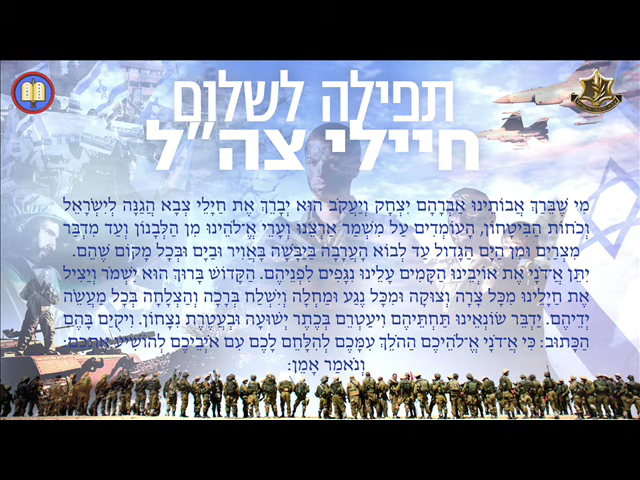 תפילה לשלום
חיילי צה"ל
מִי שֶׁבֵּרַךְ אֲבוֹתֵינוּ אַבְרָהָם יִצְחָק וְיַעֲקֹב הוּא יְבָרֵךְ אֶת חַיָּלֵי צְבָא הֲגַנָּה לְיִשְׂרָאֵל
וְכֹחוֹת הַבִּיטָּחוֹן, הָעוֹמְדִים עַל מִשְׁמַר אַרְצֵנוּ וְעָרֵי אֱ־לֹהֵינוּ מִן הַלְּבָנוֹן וְעַד מִדְבַּר
מִצְרַיִם וּמִן הַיָּם הַגָּדוֹל עַד לְבוֹא הָעֲרָבָה בַּיַּבָּשָׁה בָּאֲוִיר וּבַיָּם וּבְכָל מָקוֹם שֶׁהֵם.
יִתֵּן אֲ־דֹנָי אֶת אוֹיְבֵינוּ הַקָּמִים עָלֵינוּ נִגָּפִים לִפְנֵיהֶם. הַקָּדוֹשׁ בָּרוּךְ הוּא יִשְׁמֹר וְיַצִּיל
אֶת חַיָּלֵינוּ מִכָּל צָרָה וְצוּקָה וּמִכָּל נֶגַע וּמַחֲלָה וְיִשְׁלַח בְּרָכָה וְהַצְלָחָה בְּכָל מַעֲשֵׂה
יְדֵיהֶם. יַדְבֵּר שׂוֹנְאֵינוּ תַּחְתֵּיהֶם וִיעַטְּרֵם בְּכֶתֶר יְשׁוּעָה וּבְעֲטֶרֶת נִצָּחוֹן. וִיקֻיַּם בָּהֶם
הַכָּתוּב: כִּי אֲ־דֹנָי אֱ־לֹהֵיכֶם הַהֹלֵךְ עִמָּכֶם לְהִלָּחֵם לָכֶם עִם אֹיְבֵיכֶם לְהוֹשִׁיעַ אֶתְכֶם:
וְנֹאמַר אָמֵן: